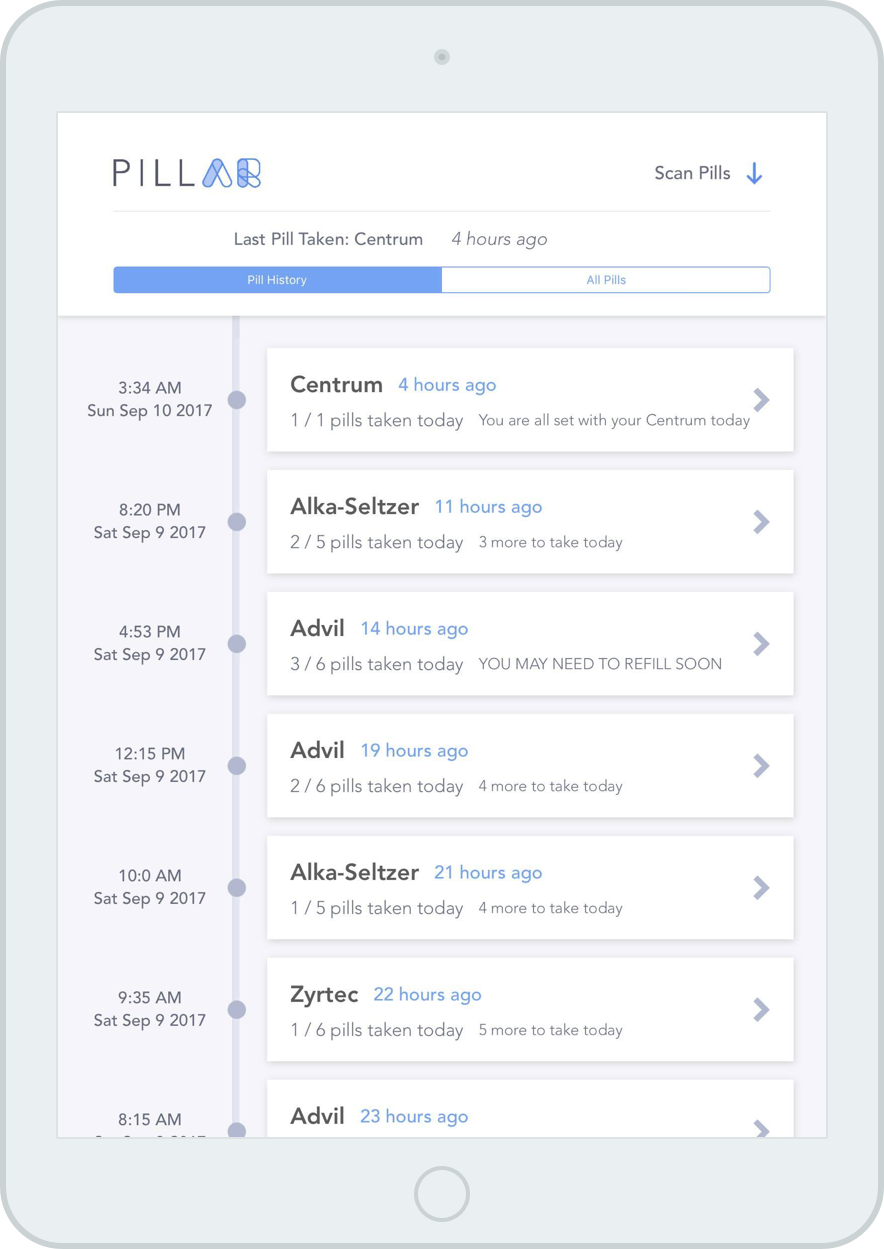 PILLAR
Scan Pills
Last Pill Taken: Centrum 4 hours ago
Pill History All Pills
3:34 AM
Sun Sep 10 2017
Centrum 4 hours ago
1 / 1 pills taken today You are all set with your Centrum today
8:20 PM
Sat Sep 9 2017
Alka-Seltzer 11 hours ago
2 / 5 pills taken today 3 more to take today
4:53 PM
Sat Sep 9 2017
Advil 14 hours ago
3 / 6 pills taken today YOU MAY NEED TO REFILL SOON
12:15 PM
Sat Sep 9 2017
Advil 19 hours ago
2 / 6 pills taken today 4 more to take today
10:0 AM
Sat Sep 9 2017
Alka-Seltzer 21 hours ago
1 / 5 pills taken today 4 more to take today
9:35 AM
Sat Sep 9 2017
Zyrtec 22 hours ago
1 / 6 pills taken today 5 more to take today
8:15 AM
Advil 23 hours ago